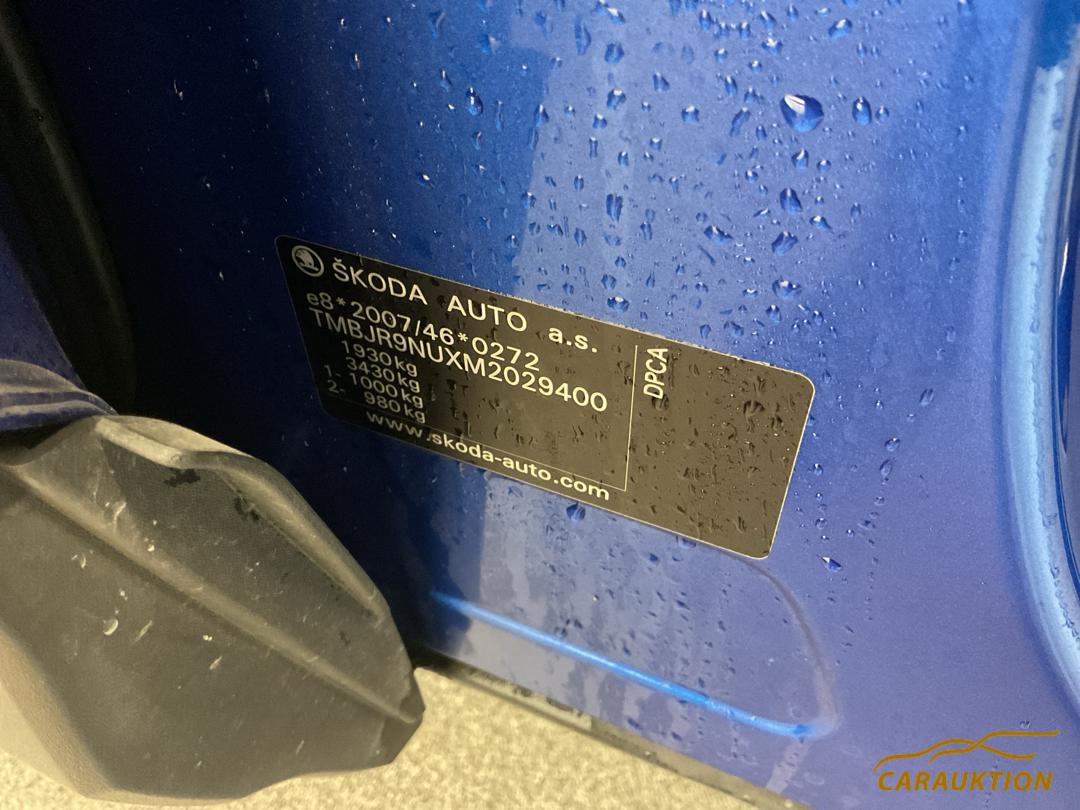 ŠKODA AUTO a.s.
e8*2007/46*0272
TMBJR9NUXM2029400
1930kg
3430kg
1. 1000kg
2- 980kg
www.skoda-auto.com
DPCA
CARAUKTION